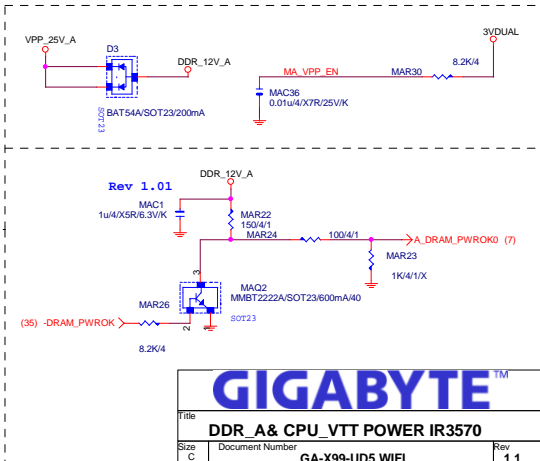 VPP_25V_A
D3
DDR_12V_A
SOT23
BAT54A/SOT23/200mA
3VDUAL
8.2K/4
MA_VPP_EN
MAR30
MAC36
0.01u/4/X7R/25V/K
Rev 1.01
DDR_12V_A
MAC1
1u/4/X5R/6.3V/K
MAR22
150/4/1
MAR24
100/4/1
A_DRAM_PWROK0 (7)
MAR23
1K/4/1/X
3
MAQ2
MMBT2222A/SOT23/600mA/40
SOT23
MAR26
(35) -DRAM_PWROK
2
1
8.2K/4
GIGABYTE™
Title
DDR_A& CPU_VTT POWER IR3570
Size
C
Document Number
GA-X99-UD5 WIFI
Rev
1.1